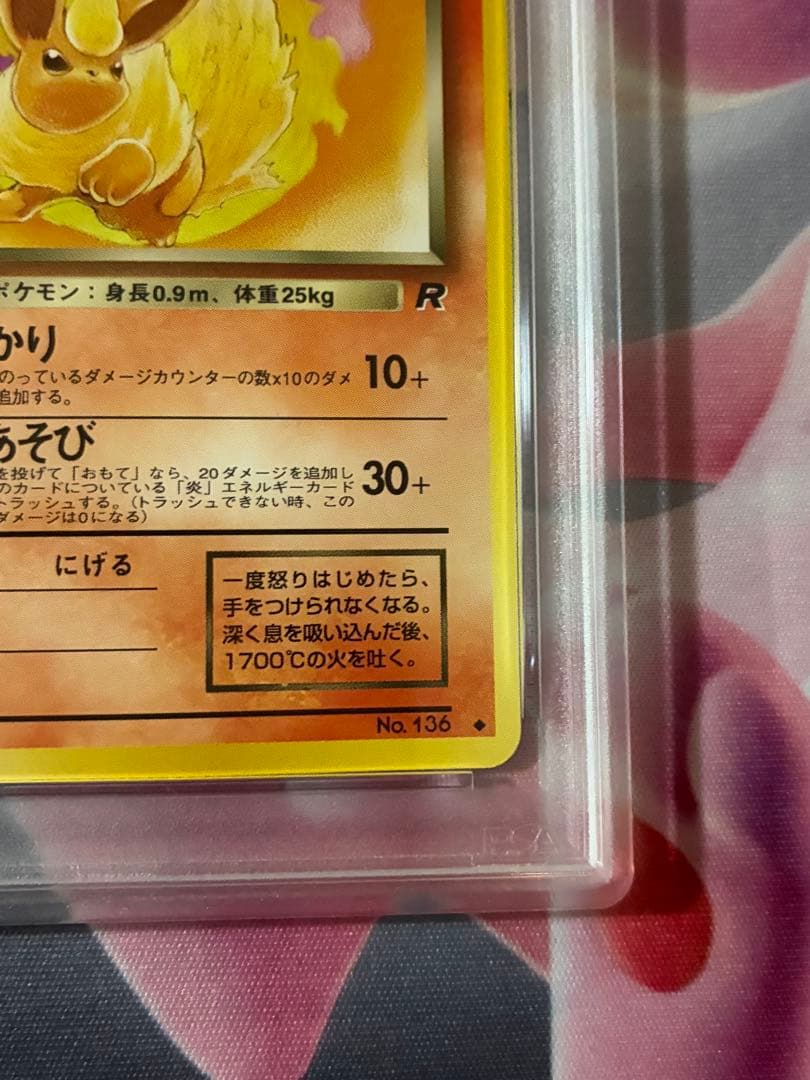 ポケモン：身長0.9m、体重25kg R
かり
のっているダメージカウンターの数x10のダメ
追加する。
10+
あそび
を投げて「おもて」なら、20ダメージを追加し
のカードについている「炎」エネルギーカード
トラッシュする。(トラッシュできない時、この
ダメージは0になる)
30+
にげる
一度怒りはじめたら、
手をつけられなくなる。
深く息を吸い込んだ後、
1700℃の火を吐く。
No. 136 ◆
PSA